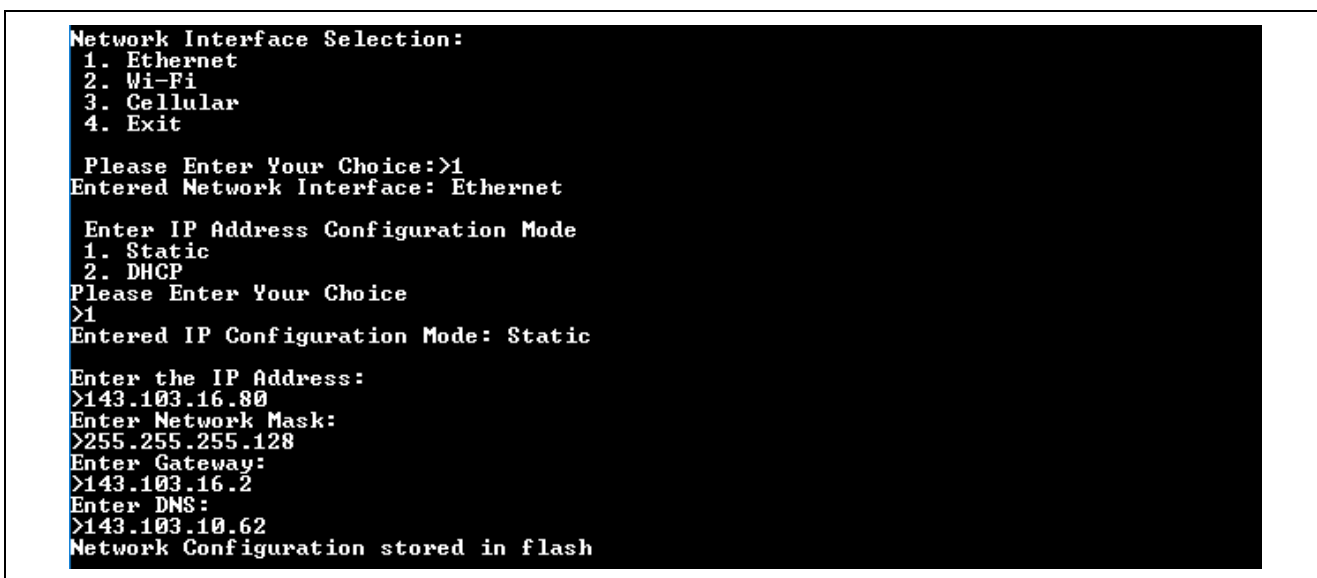 Network Interface Selection:
1. Ethernet
2. Wi-Fi
3. Cellular
4. Exit
Please Enter Your Choice:>1
Entered Network Interface: Ethernet
Enter IP Address Configuration Mode
1. Static
2. DHCP
Please Enter Your Choice
>1
Entered IP Configuration Mode: Static
Enter the IP Address:
>143.103.16.80
Enter Network Mask:
>255.255.255.128
Enter Gateway:
>143.103.16.2
Enter DNS:
>143.103.10.62
Network Configuration stored in flash